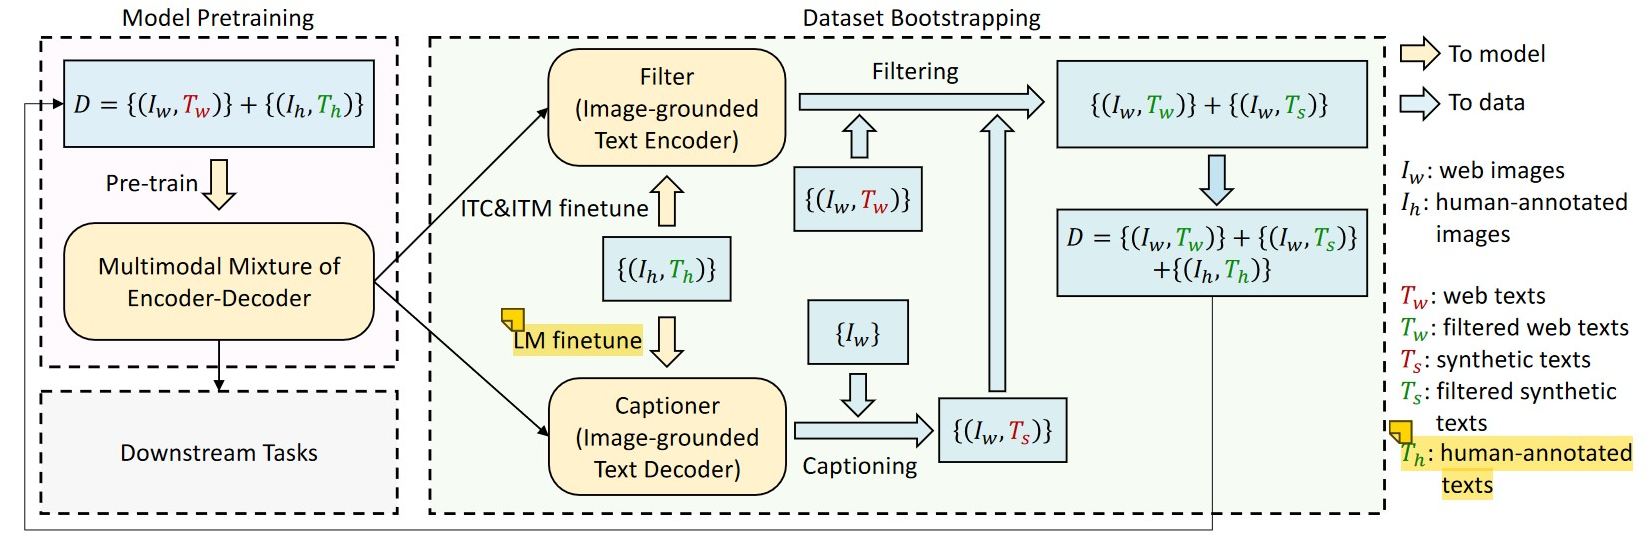 Model Pretraining
D = {(I_w, T_w)} + {(I_h, T_h)}
Pre-train
Multimodal Mixture of
Encoder-Decoder
Downstream Tasks
Dataset Bootstrapping
Filter
(Image-grounded
Text Encoder)
ITC&ITM finetune
{(I_h, T_h)}
LM finetune
Captioner
(Image-grounded
Text Decoder)
Filtering
{(I_w, T_w)}
{I_w}
Captioning
{(I_w, T_s)}
{(I_w, T_w)} + {(I_w, T_s)}
D = {(I_w, T_w)} + {(I_w, T_s)}
+{(I_h, T_h)}
To model
To data
I_w: web images
I_h: human-annotated
images
T_w: web texts
T_w: filtered web texts
T_s: synthetic texts
T_s: filtered synthetic
texts
T_h: human-annotated
texts